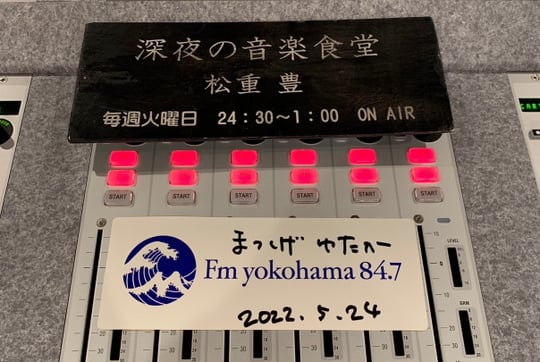 深夜の音楽食堂
松重 豊
毎週火曜日 24:30～1:00 ON AIR
START START START START START START
まつしげ ゆたかー
Fm yokohama 84.7
2022.5.24
LEVEL